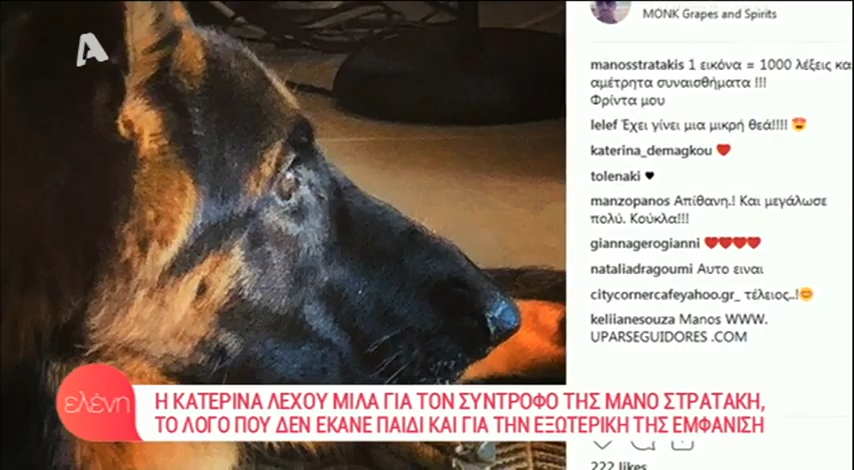 MONK Grapes and Spirits
manosstratakis 1 εικόνα = 1000 λέξεις κα
αμέτρητα συναισθήματα !!!
Φρίντα μου
lelef Έχει γίνει μια μικρή θεά!!!! 😍
katerina_demagkou ♥
tolenaki ♥
manzopanos Απίθανη.! Και μεγάλωσε
πολύ. Κούκλα!!!
giannagerogianni ♥♥♥♥
nataliadragoumi Αυτο ειναι
citycornercafeyahoo.gr_ τέλειος..!😊
keliianesouza Manos WWW.
UPARSEGUIDORES .COM
ελένη
Η ΚΑΤΕΡΙΝΑ ΛΕΧΟΥ ΜΙΛΑ ΓΙΑ ΤΟΝ ΣΥΝΤΡΟΦΟ ΤΗΣ ΜΑΝΟ ΣΤΡΑΤΑΚΗ,
ΤΟ ΛΟΓΟ ΠΟΥ ΔΕΝ ΕΚΑΝΕ ΠΑΙΔΙ ΚΑΙ ΓΙΑ ΤΗΝ ΕΞΩΤΕΡΙΚΗ ΤΗΣ ΕΜΦΑΝΙΣΗ
222 likes